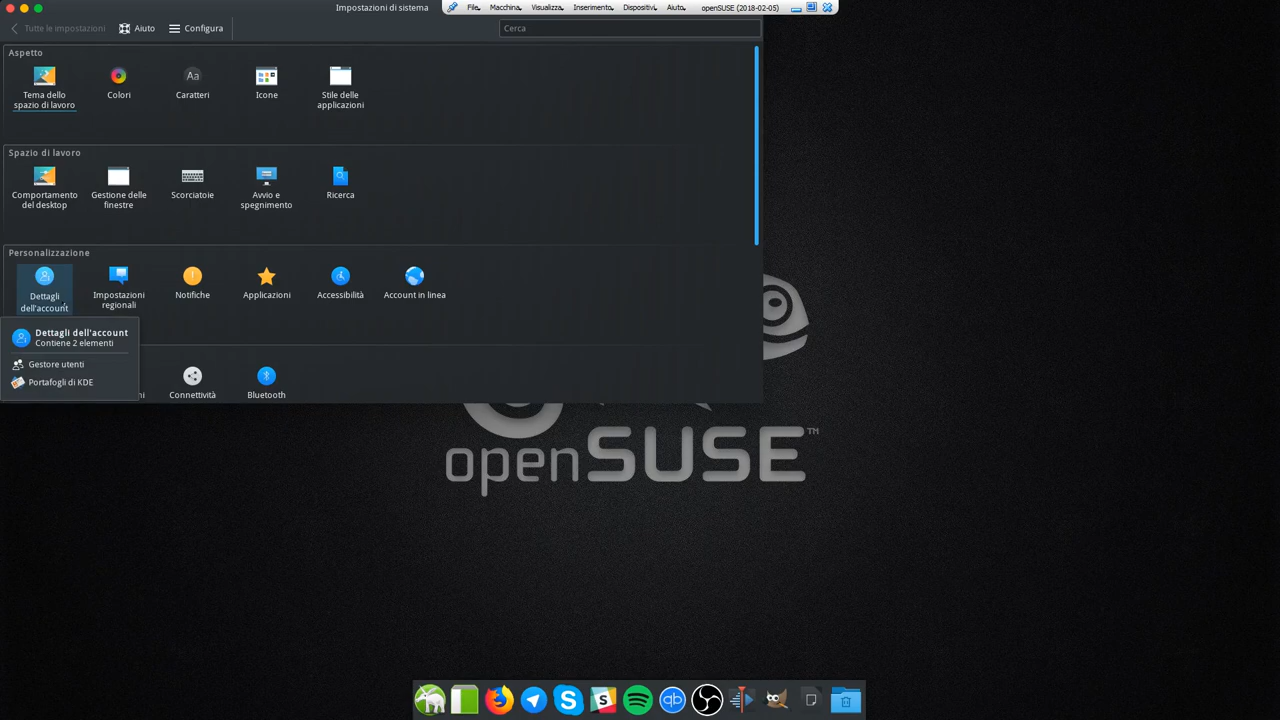 Impostazioni di sistema
File Macchina Visualizza Inserimento Dispositivi Aiuto openSUSE (2018-02-05)
Tutte le impostazioni Aiuto Configura Cerca
Aspetto
Tema dello spazio di lavoro
Colori
Caratteri
Icone
Stile delle applicazioni
Spazio di lavoro
Comportamento del desktop
Gestione delle finestre
Scorciatoie
Avvio e spegnimento
Ricerca
Personalizzazione
Dettagli dell'account
Impostazioni regionali
Notifiche
Applicazioni
Accessibilità
Account in linea
Dettagli dell'account
Contiene 2 elementi
Gestore utenti
Portafogli di KDE
Connettività
Bluetooth
openSUSE™